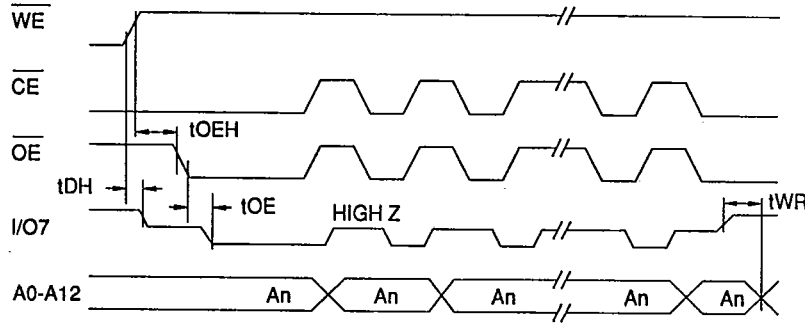 WE
CE
tOEH
OE
tDH
tOE
tWR
I/O7
HIGH Z
A0-A12
An An An An An